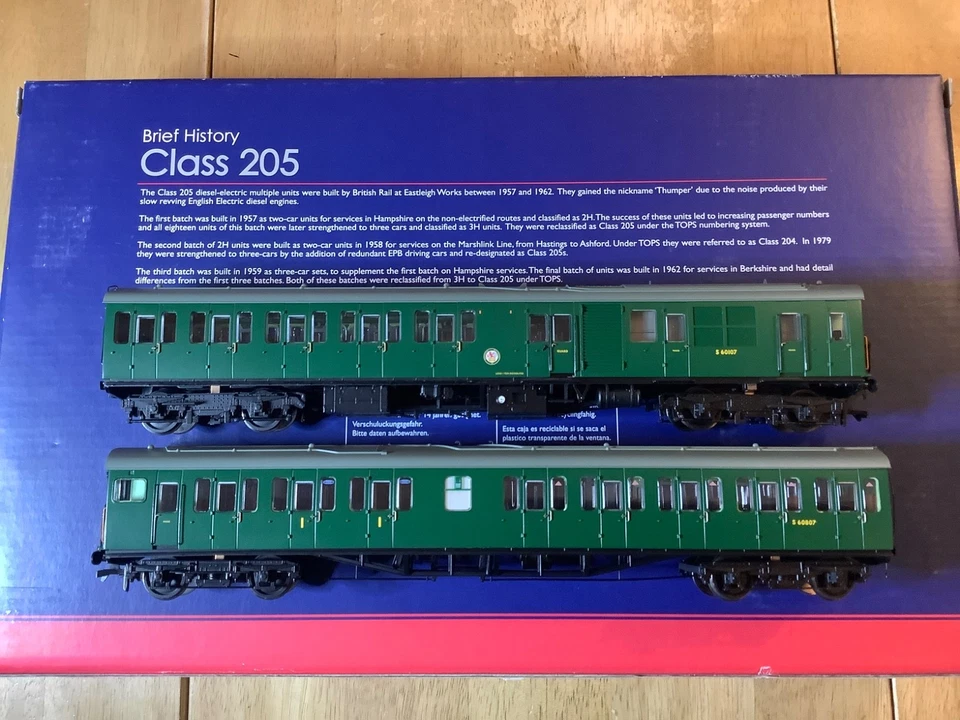 Brief History
Class 205
The Class 205 diesel-electric multiple units were built by British Rail at Eastleigh Works between 1957 and 1962. They gained the nickname 'Thumper' due to the noise produced by their
slow revving English Electric diesel engines.
The first batch was built in 1957 as two-car units for services in Hampshire on the non-electrified routes and classified as 2H. The success of these units led to increasing passenger numbers
and all eighteen units of this batch were later strengthened to three cars and classified as 3H units. They were reclassified as Class 205 under the TOPS numbering system.
The second batch of 2H units were built as two-car units in 1958 for services on the Marshlink Line, from Hastings to Ashford. Under TOPS they were referred to as Class 204. In 1979
they were strengthened to three-cars by the addition of redundant EPB driving cars and re-designated as Class 205s.
The third batch was built in 1959 as three-car sets, to supplement the first batch on Hampshire services. The final batch of units was built in 1962 for services in Berkshire and had detail
differences from the first three batches. Both of these batches were reclassified from 3H to Class 205 under TOPS.
S 60107
14 Jahren
Verschuluckungsgefahr.
Bitte daten aufbewahren.
Esta caja es reciclable si se saca el
plastico transparente de la ventana.
S 60807